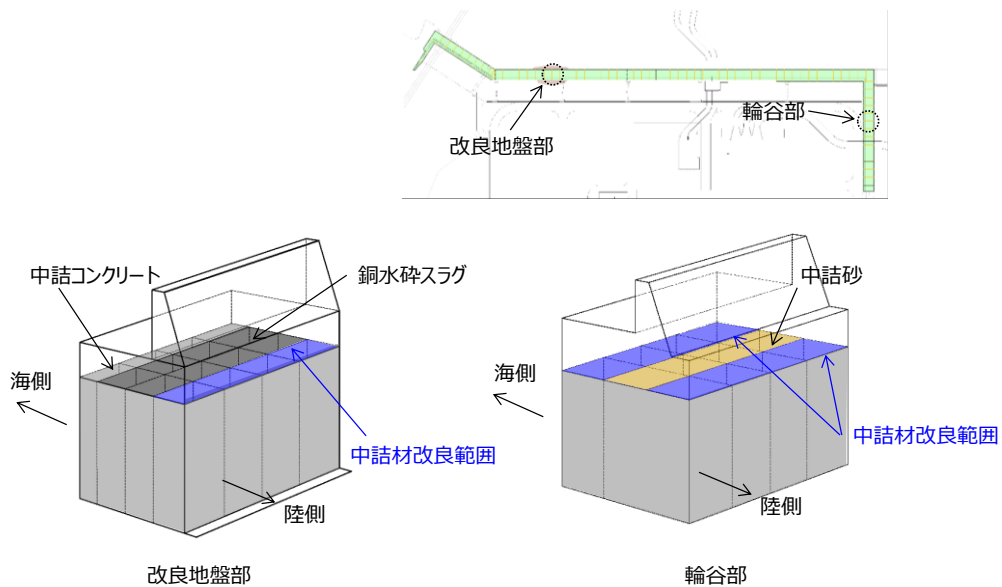 輪谷部
改良地盤部
中詰コンクリート
銅水砕スラグ
中詰砂
海側
海側
中詰材改良範囲
中詰材改良範囲
陸側
陸側
改良地盤部
輪谷部